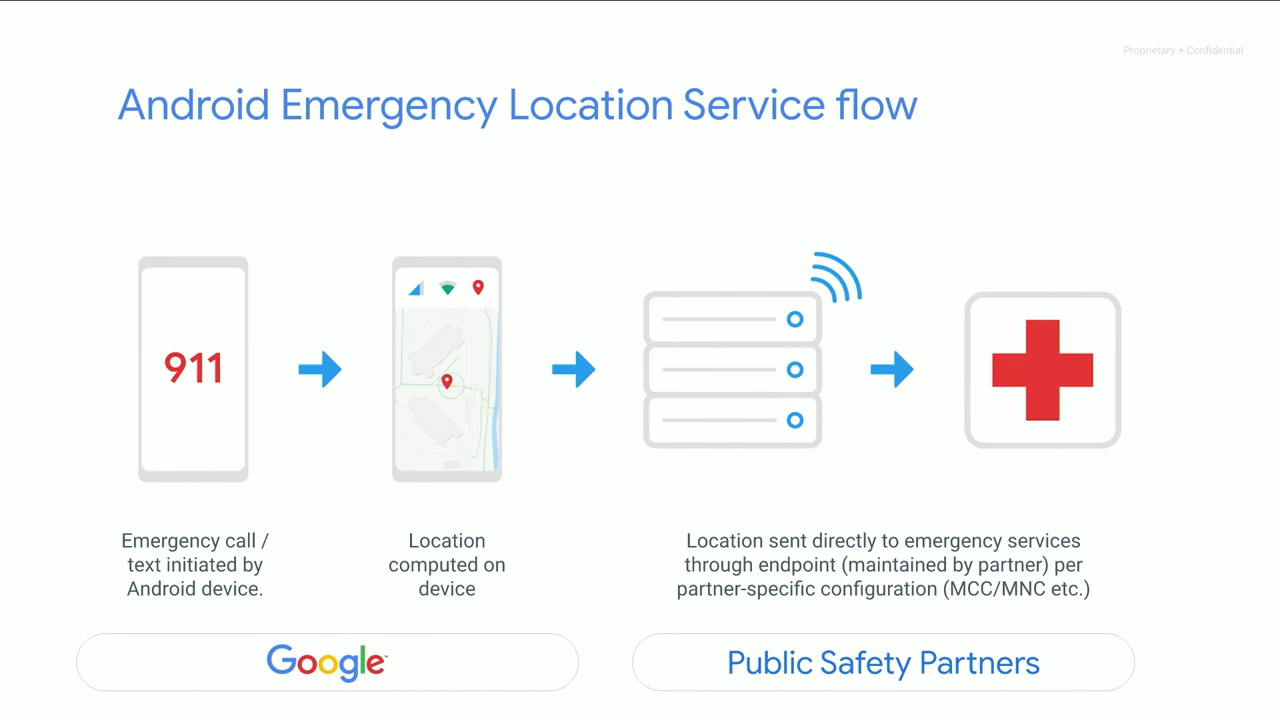 Proprietary + Confidential
Android Emergency Location Service flow
911
Emergency call /
text initiated by
Android device.
Location
computed on
device
Location sent directly to emergency services
through endpoint (maintained by partner) per
partner-specific configuration (MCC/MNC etc.)
Google™
Public Safety Partners